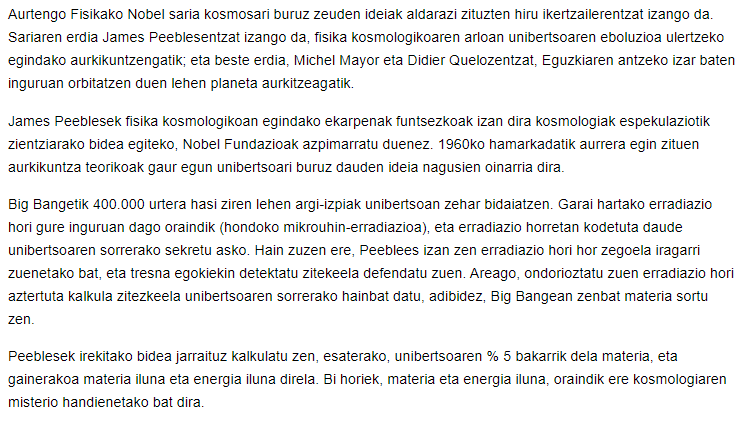 Aurtengo Fisikako Nobel saria kosmosari buruz zeuden ideiak aldarazi zituzten hiru ikertzailerentzat izango da.
Sariaren erdia James Peeblesentzat izango da, fisika kosmologikoaren arloan unibertsoaren eboluzioa ulertzeko
egindako aurkikuntzengatik; eta beste erdia, Michel Mayor eta Didier Quelozentzat, Eguzkiaren antzeko izar baten
inguruan orbitatzen duen lehen planeta aurkitzeagatik.
James Peeblesek fisika kosmologikoan egindako ekarpenak funtsezkoak izan dira kosmologiak espekulaziotik
zientziarako bidea egiteko, Nobel Fundazioak azpimarratu duenez. 1960ko hamarkadatik aurrera egin zituen
aurkikuntza teorikoak gaur egun unibertsoari buruz dauden ideia nagusien oinarria dira.
Big Bangetik 400.000 urtera hasi ziren lehen argi-izpiak unibertsoan zehar bidaiatzen. Garai hartako erradiazio
hori gure inguruan dago oraindik (hondoko mikrouhin-erradiazioa), eta erradiazio horretan kodetuta daude
unibertsoaren sorrerako sekretu asko. Hain zuzen ere, Peeblees izan zen erradiazio hori hor zegoela iragarri
zuenetako bat, eta tresna egokiekin detektatu zitekeela defendatu zuen. Areago, ondorioztatu zuen erradiazio hori
aztertuta kalkula zitezkeela unibertsoaren sorrerako hainbat datu, adibidez, Big Bangean zenbat materia sortu
zen.
Peeblesek irekitako bidea jarraituz kalkulatu zen, esaterako, unibertsoaren % 5 bakarrik dela materia, eta
gainerakoa materia iluna eta energia iluna direla. Bi horiek, materia eta energia iluna, oraindik ere kosmologiaren
misterio handienetako bat dira.